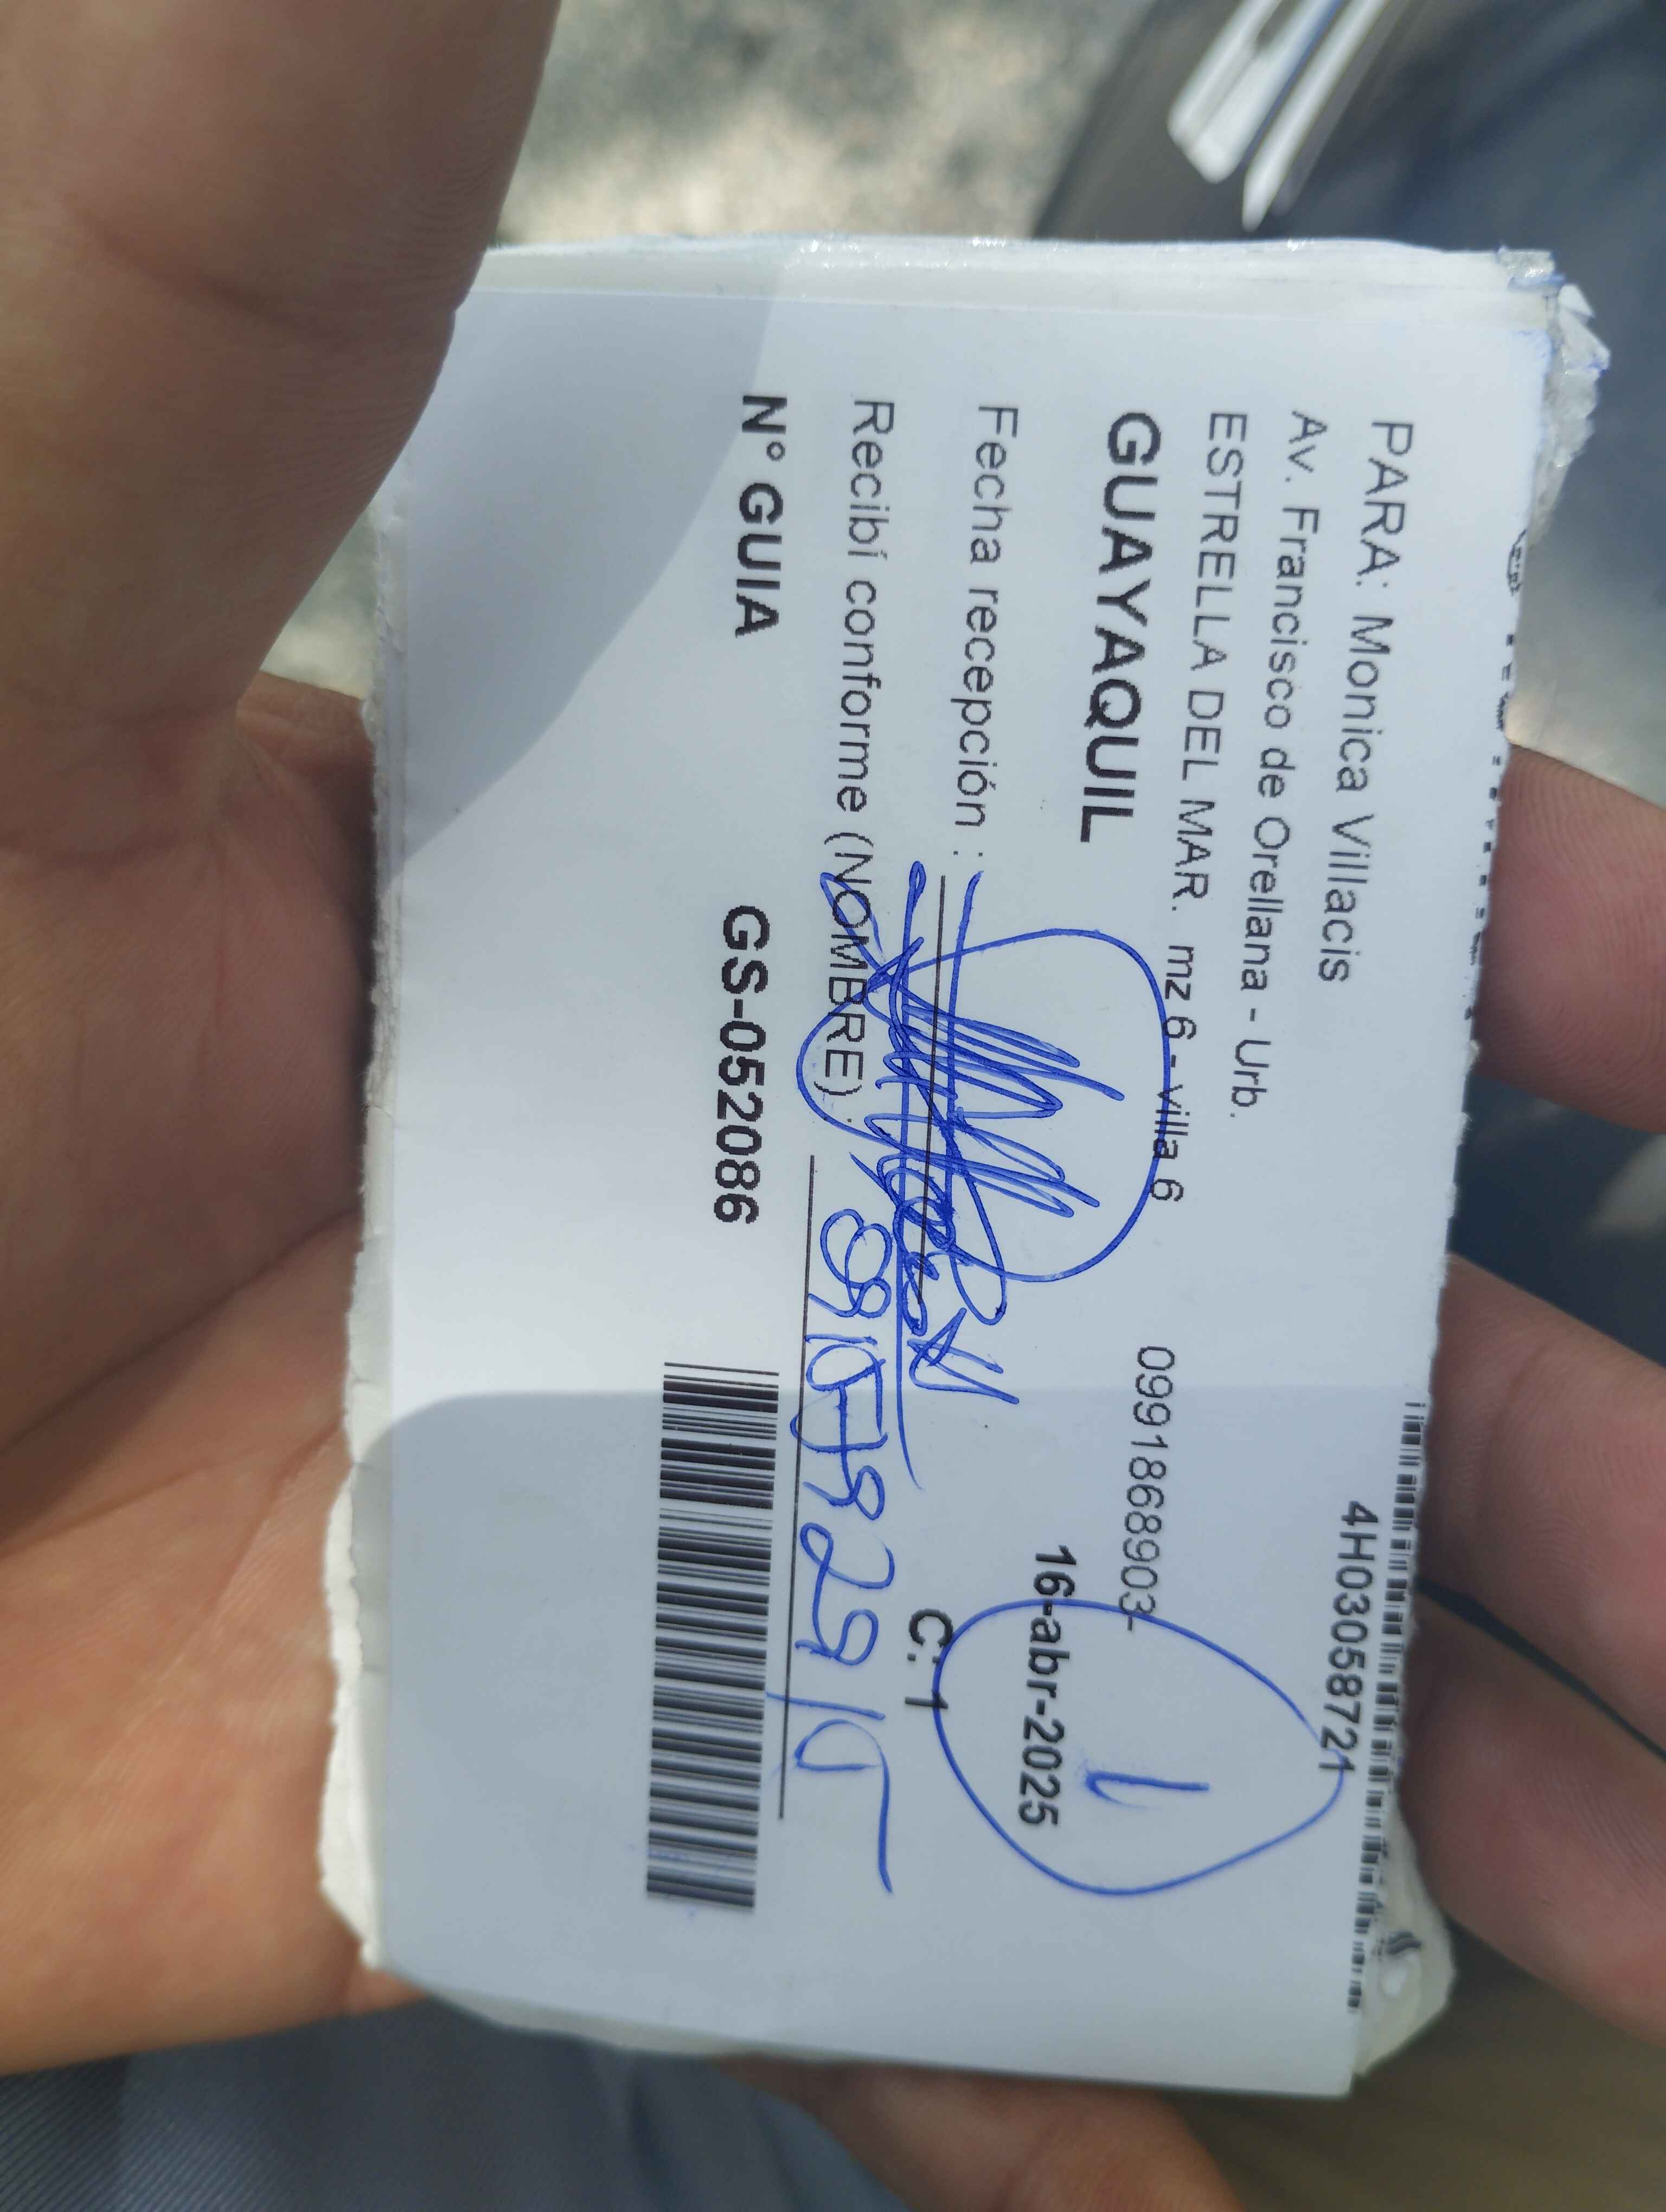 4H03058721
PARA: Monica Villacis
Av. Francisco de Orellana - Urb.
ESTRELLA DEL MAR. mz 6 - villa 6
0991868903-
GUAYAQUIL
16-abr-2025
Fecha recepción :
C: 1
Recibí conforme (NOMBRE) :
N° GUIA GS-052086